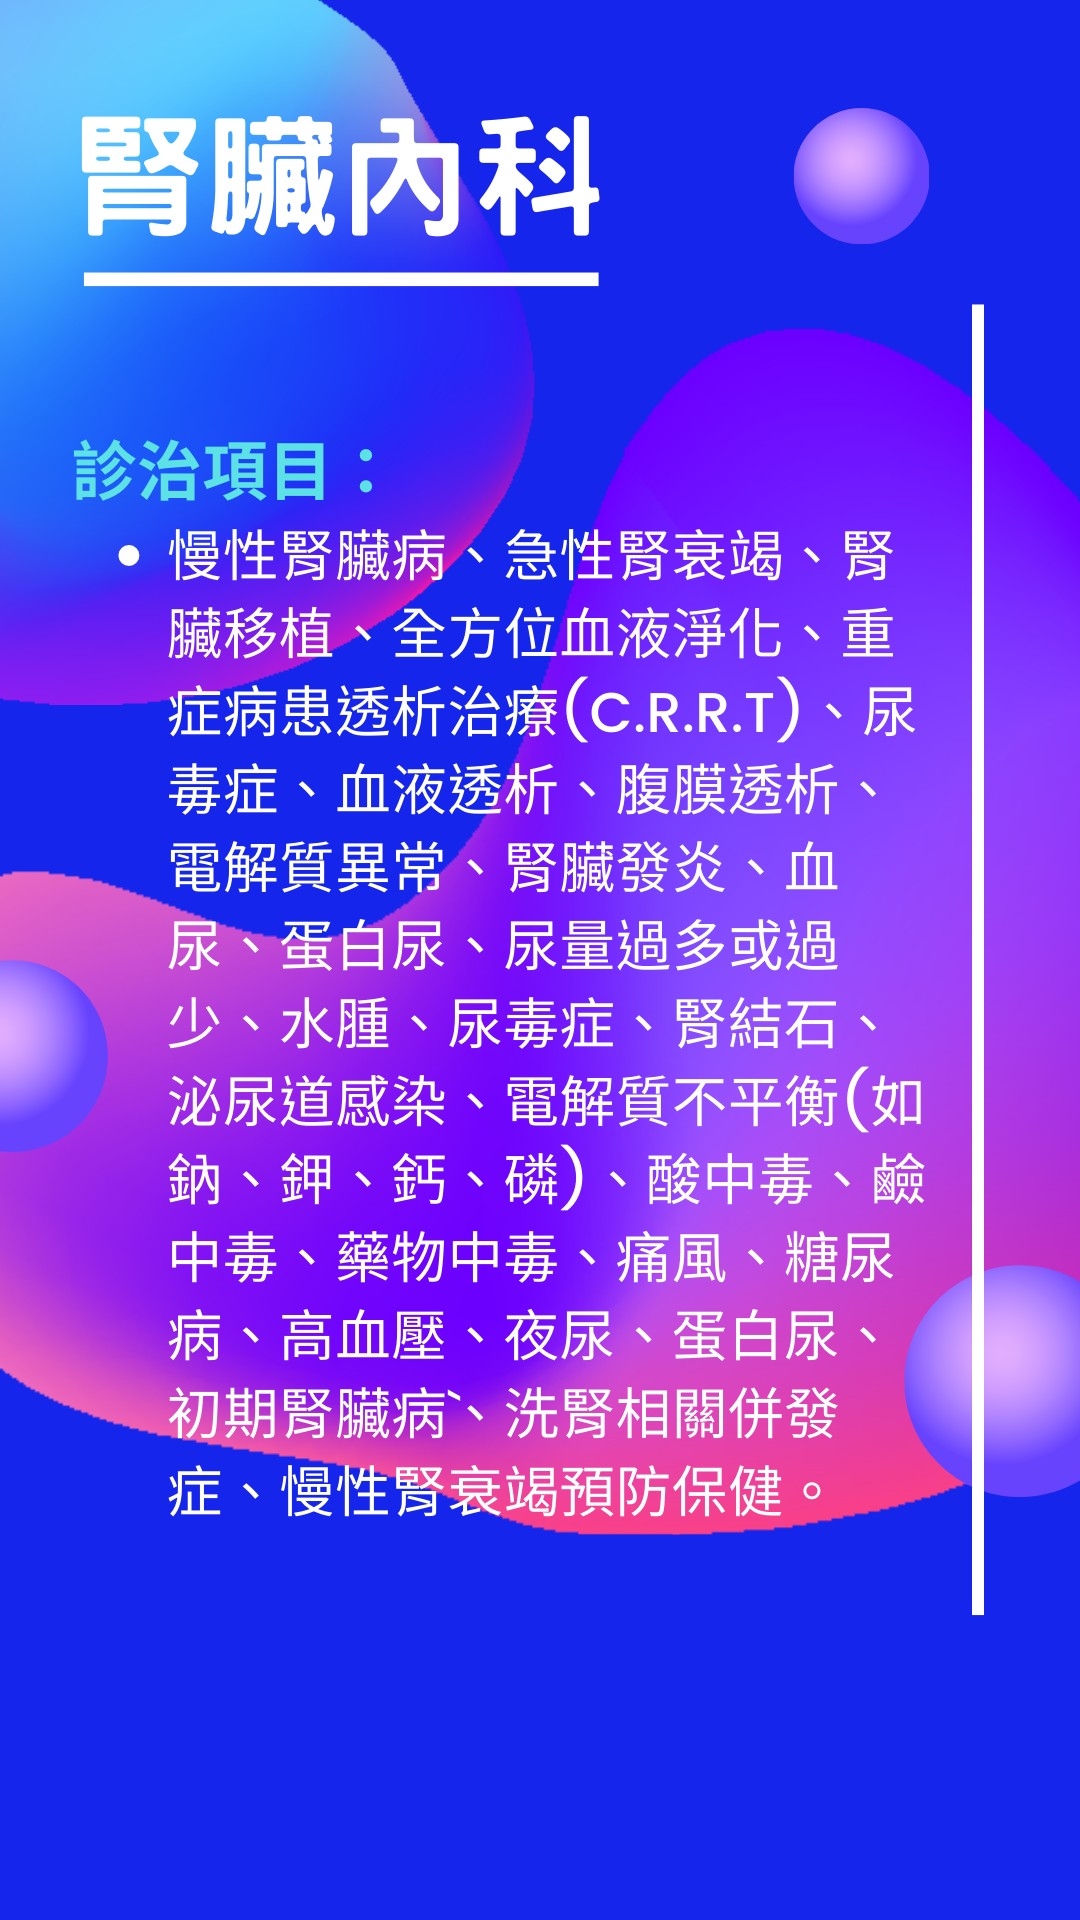 腎臟內科
診治項目：
• 慢性腎臟病、急性腎衰竭、腎
臟移植、全方位血液淨化、重
症病患透析治療(C.R.R.T)、尿
毒症、血液透析、腹膜透析、
電解質異常、腎臟發炎、血
尿、蛋白尿、尿量過多或過
少、水腫、尿毒症、腎結石、
泌尿道感染、電解質不平衡(如
鈉、鉀、鈣、磷)、酸中毒、鹼
中毒、藥物中毒、痛風、糖尿
病、高血壓、夜尿、蛋白尿、
初期腎臟病`、洗腎相關併發
症、慢性腎衰竭預防保健。